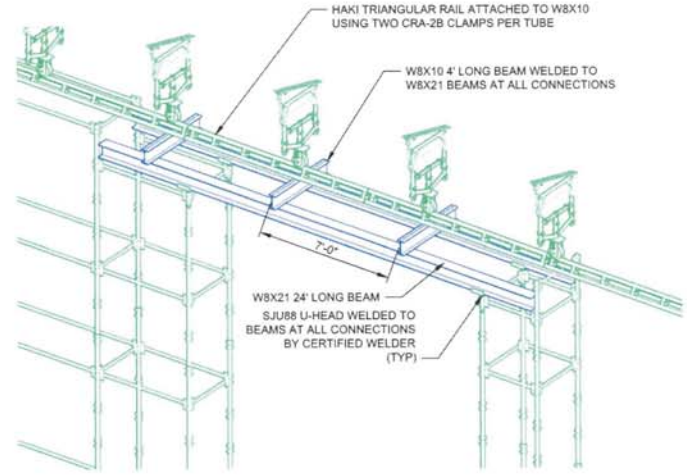 HAKI TRIANGULAR RAIL ATTACHED TO W8X10
USING TWO CRA-2B CLAMPS PER TUBE
W8X10 4' LONG BEAM WELDED TO
W8X21 BEAMS AT ALL CONNECTIONS
7'-0"
W8X21 24' LONG BEAM
SJU88 U-HEAD WELDED TO
BEAMS AT ALL CONNECTIONS
BY CERTIFIED WELDER
(TYP)